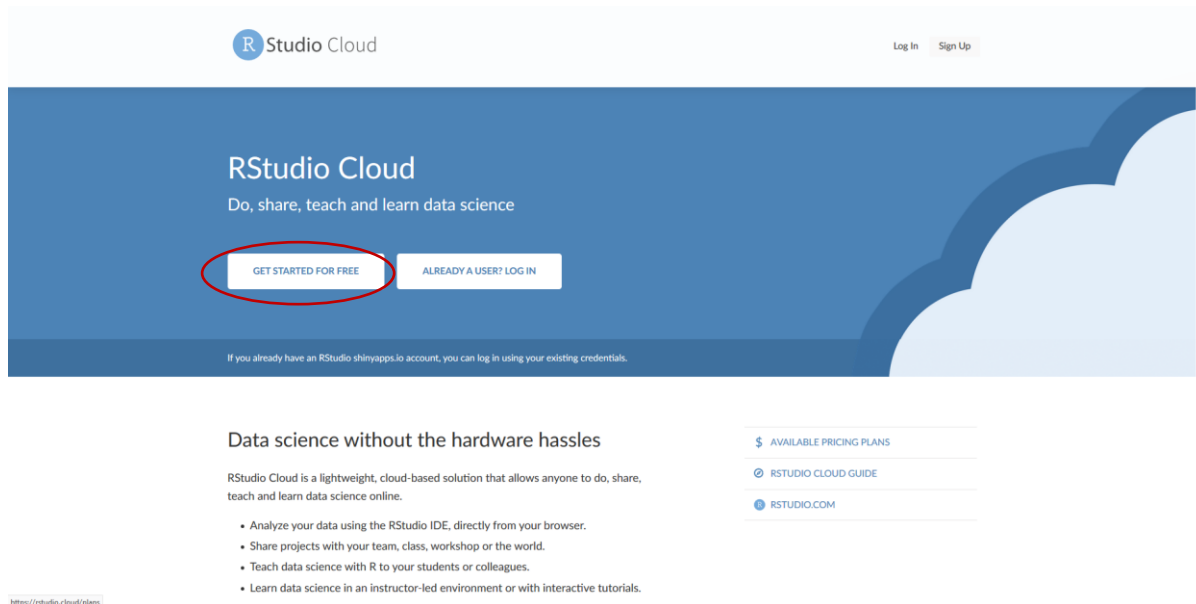 R Studio Cloud
Log In Sign Up
RStudio Cloud
Do, share, teach and learn data science
GET STARTED FOR FREE
ALREADY A USER? LOG IN
If you already have an RStudio shinyapps.io account, you can log in using your existing credentials.
Data science without the hardware hassles
RStudio Cloud is a lightweight, cloud-based solution that allows anyone to do, share,
teach and learn data science online.
• Analyze your data using the RStudio IDE, directly from your browser.
• Share projects with your team, class, workshop or the world.
• Teach data science with R to your students or colleagues.
• Learn data science in an instructor-led environment or with interactive tutorials.
$ AVAILABLE PRICING PLANS
RSTUDIO CLOUD GUIDE
R RSTUDIO.COM
https://rstudio.cloud/plans